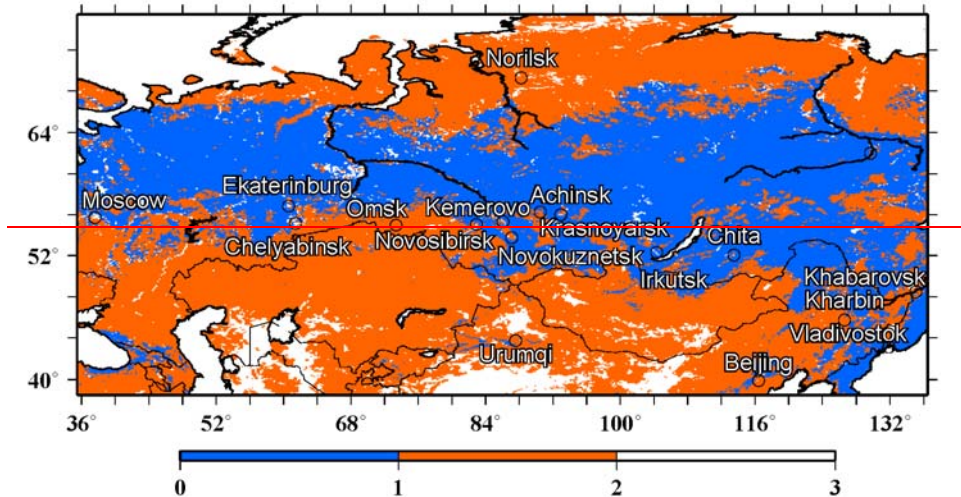 Norilsk
64°
Ekaterinburg
Moscow
Omsk Kemerovo Achinsk
Krasnoyarsk
Chelyabinsk Novosibirsk Chita
52° Novokuznetsk
Irkutsk
Khabarovsk
Kharbin
Vladivostok
Urumqi
Beijing
40°
36° 52° 68° 84° 100° 116° 132°
0 1 2 3